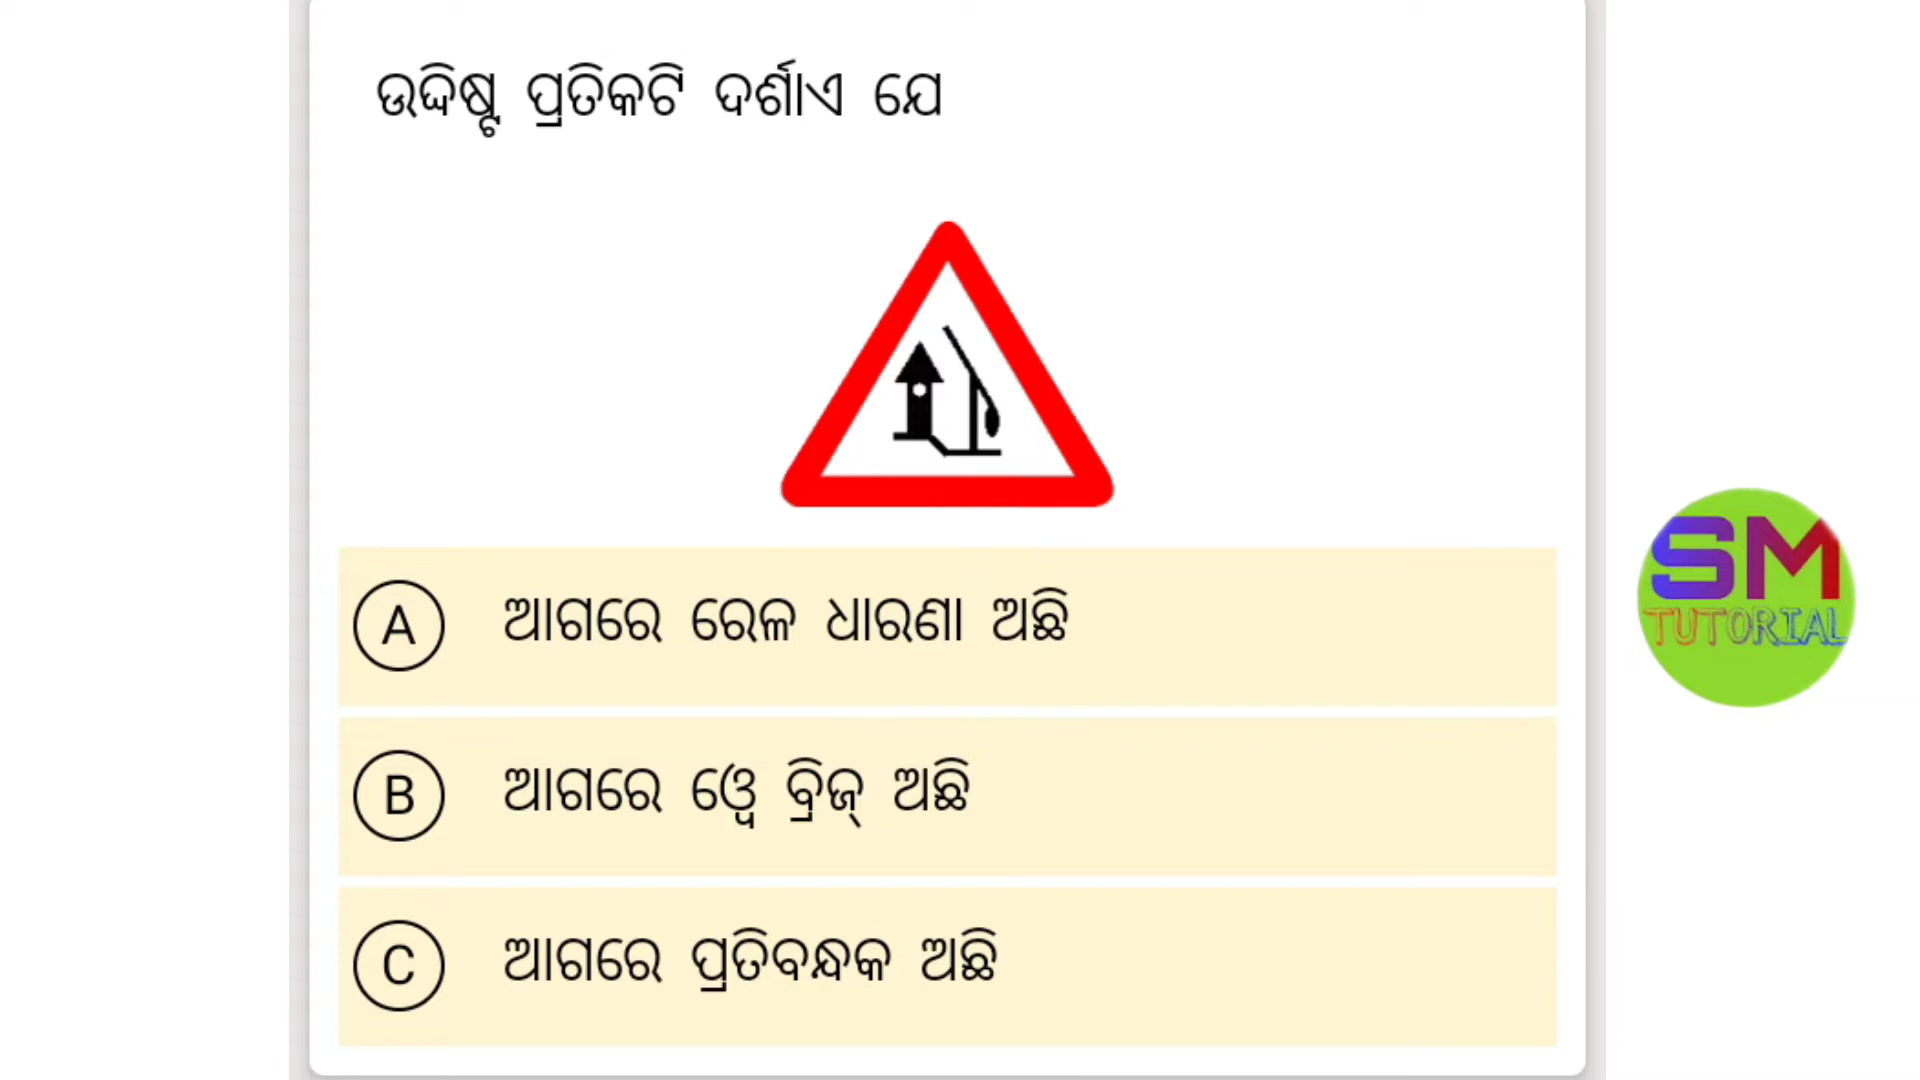 ଉଦ୍ଦିଷ୍ଟ ପ୍ରତିକଟି ଦର୍ଶାଏ ଯେ
A ଆଗରେ ରେଳ ଧାରଣା ଅଛି
B ଆଗରେ ୱେ ବ୍ରିଜ୍ ଅଛି
C ଆଗରେ ପ୍ରତିବନ୍ଧକ ଅଛି
SM
TUTORIAL